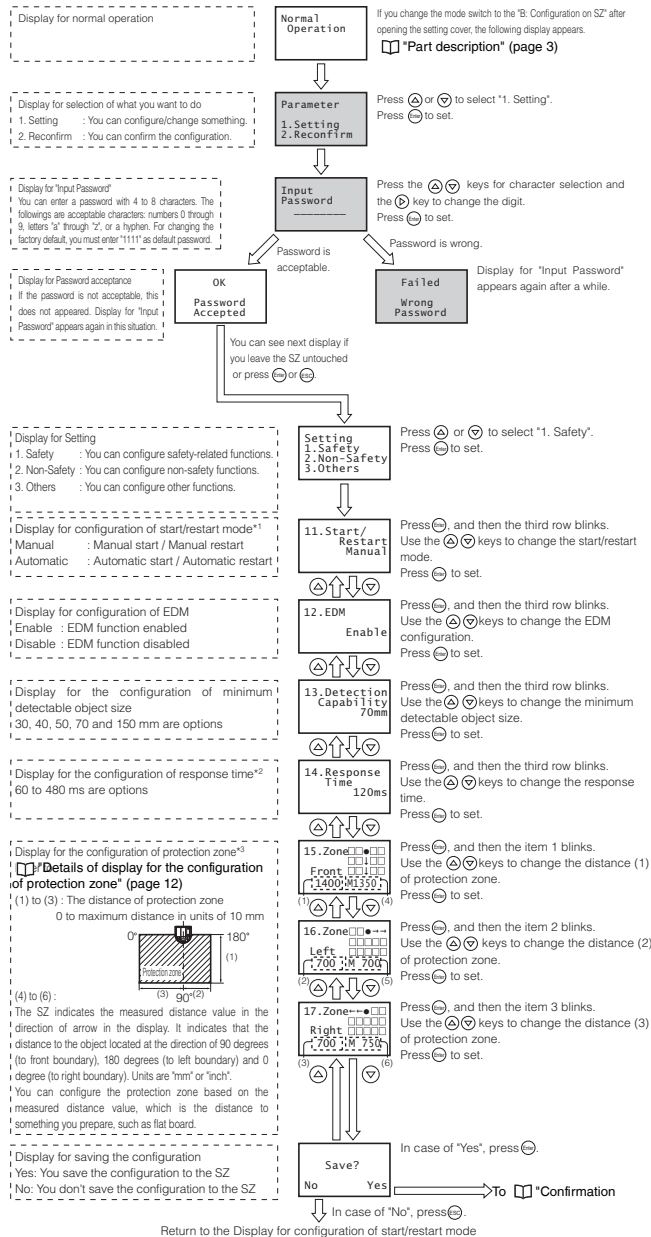 Display for normal operation
Normal
Operation
If you change the mode switch to the "B: Configuration on SZ" after
opening the setting cover, the following display appears.
"Part description" (page 3)
Display for selection of what you want to do
1. Setting : You can configure/change something.
2. Reconfirm : You can confirm the configuration.
Parameter
1.Setting
2.Reconfirm
Press or to select "1. Setting".
Press Enter to set.
Display for "Input Password"
You can enter a password with 4 to 8 characters. The
followings are acceptable characters: numbers 0 through
9, letters "a" through "z", or a hyphen. For changing the
factory default, you must enter "1111" as default password.
Input
Password
Press the keys for character selection and
the key to change the digit.
Press Enter to set.
Password is
acceptable.
Password is wrong.
Display for Password acceptance
If the password is not acceptable, this
does not appeared. Display for "Input
Password" appears again in this situation.
OK
Password
Accepted
Failed
Wrong
Password
Display for "Input Password"
appears again after a while.
You can see next display if
you leave the SZ untouched
or press Enter or ESC.
Display for Setting
1. Safety : You can configure safety-related functions.
2. Non-Safety : You can configure non-safety functions.
3. Others : You can configure other functions.
Setting
1.Safety
2.Non-Safety
3.Others
Press or to select "1. Safety".
Press Enter to set.
Display for configuration of start/restart mode*1
Manual : Manual start / Manual restart
Automatic : Automatic start / Automatic restart
11.Start/
Restart
Manual
Press Enter, and then the third row blinks.
Use the keys to change the start/restart
mode.
Press Enter to set.
Display for configuration of EDM
Enable : EDM function enabled
Disable : EDM function disabled
12.EDM
Enable
Press Enter, and then the third row blinks.
Use the keys to change the EDM
configuration.
Press Enter to set.
Display for the configuration of minimum
detectable object size
30, 40, 50, 70 and 150 mm are options
13.Detection
Capability
70mm
Press Enter, and then the third row blinks.
Use the keys to change the minimum
detectable object size.
Press Enter to set.
Display for the configuration of response time*2
60 to 480 ms are options
14.Response
Time
120ms
Press Enter, and then the third row blinks.
Use the keys to change the response
time.
Press Enter to set.
Display for the configuration of protection zone*3
"Details of display for the configuration
of protection zone" (page 12)
(1) to (3) : The distance of protection zone
0 to maximum distance in units of 10 mm
0° 180°
(1)
Protection zone
(3) 90° (2)
(4) to (6) :
The SZ indicates the measured distance value in the
direction of arrow in the display. It indicates that the
distance to the object located at the direction of 90 degrees
(to front boundary), 180 degrees (to left boundary) and 0
degree (to right boundary). Units are "mm" or "inch".
You can configure the protection zone based on the
measured distance value, which is the distance to
something you prepare, such as flat board.
15.Zone□□●□□
□□↓□□
Front □□↓□□
1400 M1350
(1) (4)
Press Enter, and then the item 1 blinks.
Use the keys to change the distance (1)
of protection zone.
Press Enter to set.
16.Zone□□●→→
□□□□□
Left □□□□□
700 M 700
(2) (5)
Press Enter, and then the item 2 blinks.
Use the keys to change the distance (2)
of protection zone.
Press Enter to set.
17.Zone←←●□□
□□□□□
Right □□□□□
700 M 750
(3) (6)
Press Enter, and then the item 3 blinks.
Use the keys to change the distance (3)
of protection zone.
Press Enter to set.
Display for saving the configuration
Yes: You save the configuration to the SZ
No: You don't save the configuration to the SZ
Save?
No Yes
In case of "Yes", press Enter.
To "Confirmation
In case of "No", press ESC.
Return to the Display for configuration of start/restart mode